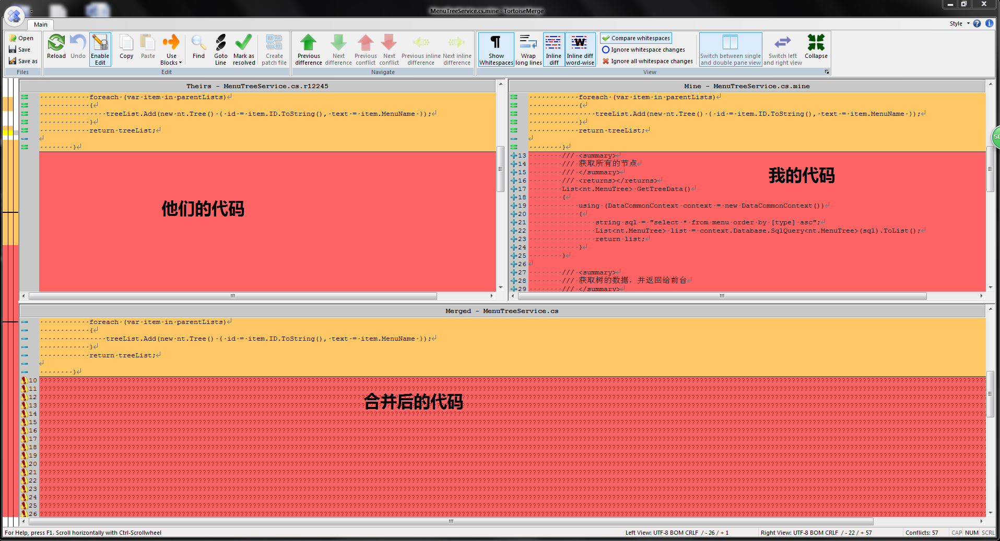 MenuTreeService.cs.mine - TortoiseMerge
Main
Style
Open
Save
Save as
Files
Reload
Undo
Enable
Edit
Copy
Paste
Use
Blocks
Find
Goto
Line
Mark as
resolved
Create
patch file
Edit
Previous
difference
Next
difference
Previous
conflict
Next
conflict
Previous inline
difference
Next inline
difference
Navigate
Show
Whitespaces
Wrap
long lines
Inline
diff
Inline diff
word-wise
Compare whitespaces
Ignore whitespace changes
Ignore all whitespace changes
Switch between single
and double pane view
Switch left
and right view
Collapse
View
Theirs - MenuTreeService.cs.r12245
foreach (var item in parentLists)
{
treeList.Add(new nt.Tree() { id = item.ID.ToString(), text = item.MenuName });
}
return treeList;
}
他们的代码
Mine - MenuTreeService.cs.mine
foreach (var item in parentLists)
{
treeList.Add(new nt.Tree() { id = item.ID.ToString(), text = item.MenuName });
}
return treeList;
}
13 /// <summary>
14 /// 获取所有的节点
15 /// </summary>
16 /// <returns></returns>
17 List<nt.MenuTree> GetTreeData()
18 {
19 using (DataCommonContext context = new DataCommonContext())
20 {
21 string sql = "select * from menu order by [type] asc";
22 List<nt.MenuTree> list = context.Database.SqlQuery<nt.MenuTree>(sql).ToList();
23 return list;
24 }
25 }
26
27 /// <summary>
28 /// 获取树的数据，并返回给前台
29 /// </summary>
我的代码
50
Merged - MenuTreeService.cs
foreach (var item in parentLists)
{
treeList.Add(new nt.Tree() { id = item.ID.ToString(), text = item.MenuName });
}
return treeList;
}
10
11
12
13
14
15
16
17
18
19
20
21
22
23
24
25
26
合并后的代码
For Help, press F1. Scroll horizontally with Ctrl-Scrollwheel
Left View: UTF-8 BOM CRLF / - 26 / + 1
Right View: UTF-8 BOM CRLF / - 22 / + 57
Conflicts: 57
CAP
NUM
SCRL